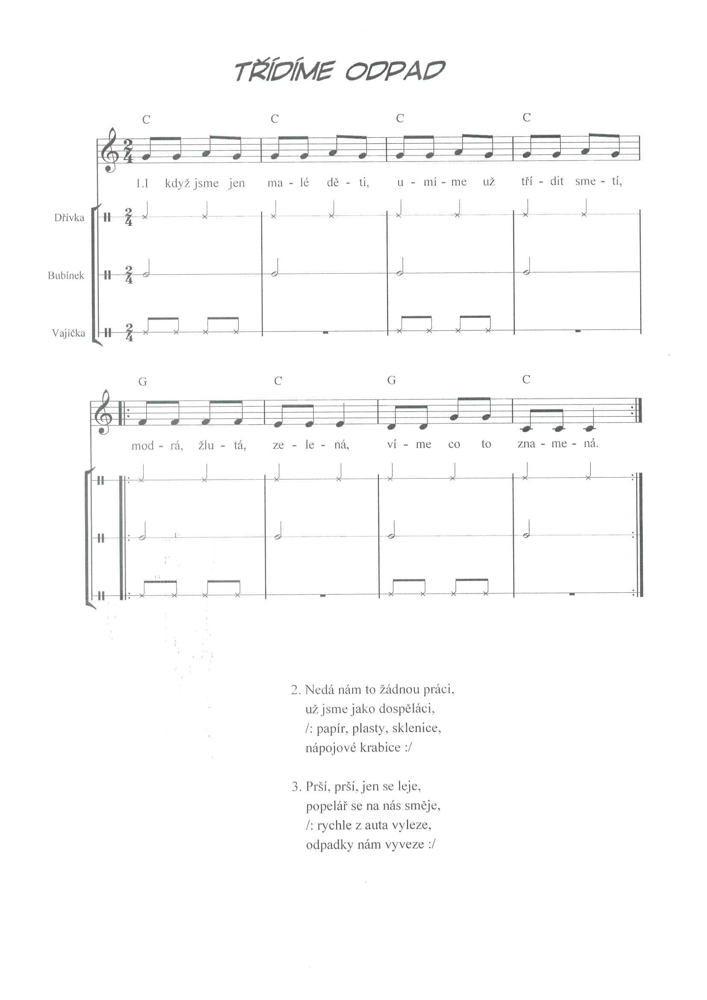 TŘÍDÍME ODPAD
C C C C
1.I když jsme jen ma - lé dě - ti, u - mí - me už tří - dit sme - tí,
Dřívka
Bubínek
Vajíčka
G C G C
mod - rá, žlu - tá, ze - le - ná, ví - me co to zna - me - ná.
2. Nedá nám to žádnou práci,
už jsme jako dospěláci,
/: papír, plasty, sklenice,
nápojové krabice :/
3. Prší, prší, jen se leje,
popelář se na nás směje,
/: rychle z auta vyleze,
odpadky nám vyveze :/